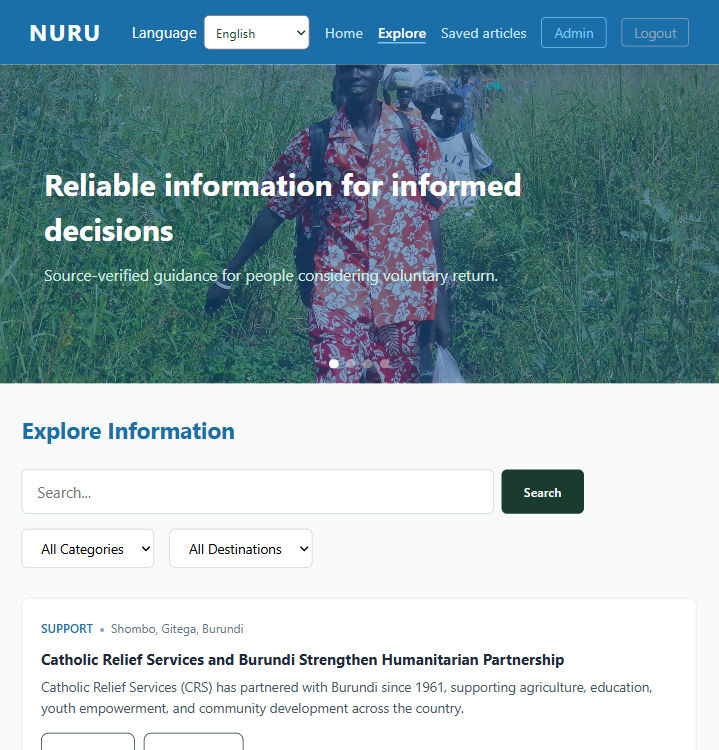 NURU
Language
English
Home
Explore
Saved articles
Admin
Logout
LIA
Reliable information for informed
decisions
Source-verified guidance for people considering voluntary return.
Explore Information
Search...
Search
All Categories
All Destinations
SUPPORT • Shombo, Gitega, Burundi
Catholic Relief Services and Burundi Strengthen Humanitarian Partnership
Catholic Relief Services (CRS) has partnered with Burundi since 1961, supporting agriculture, education,
youth empowerment, and community development across the country.